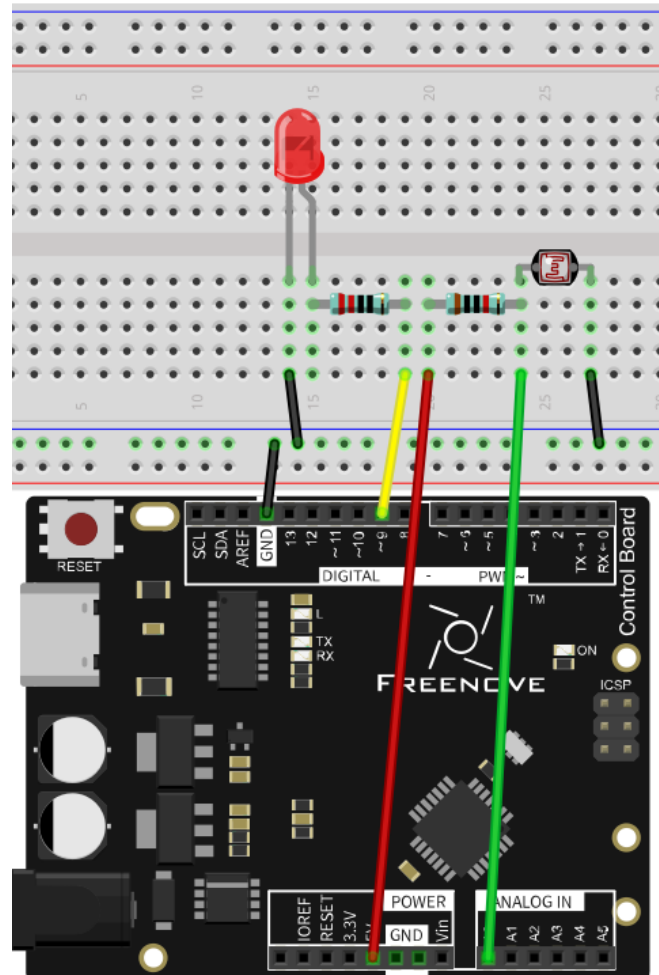 5 10 15 20 25
5 10 15 20 25
RESET
SCL
SDA
AREF
GND
13
12
~11
~10
~9
8
7
~6
~5
~3
2
TX→1
RX←0
DIGITAL - PWM~
TM
L
TX
RX
FREENOVE
ON
ICSP
Control Board
POWER
ANALOG IN
IOREF
RESET
3.3V
5V
GND
Vin
A1
A2
A3
A4
A5